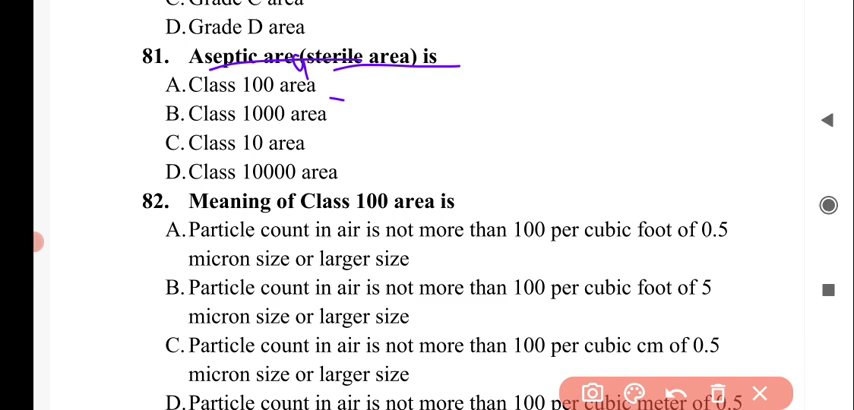 C. Grade C area
D. Grade D area
81. Aseptic are (sterile area) is
A. Class 100 area
B. Class 1000 area
C. Class 10 area
D. Class 10000 area
82. Meaning of Class 100 area is
A. Particle count in air is not more than 100 per cubic foot of 0.5
micron size or larger size
B. Particle count in air is not more than 100 per cubic foot of 5
micron size or larger size
C. Particle count in air is not more than 100 per cubic cm of 0.5
micron size or larger size
D. Particle count in air is not more than 100 per cubic meter of 0.5